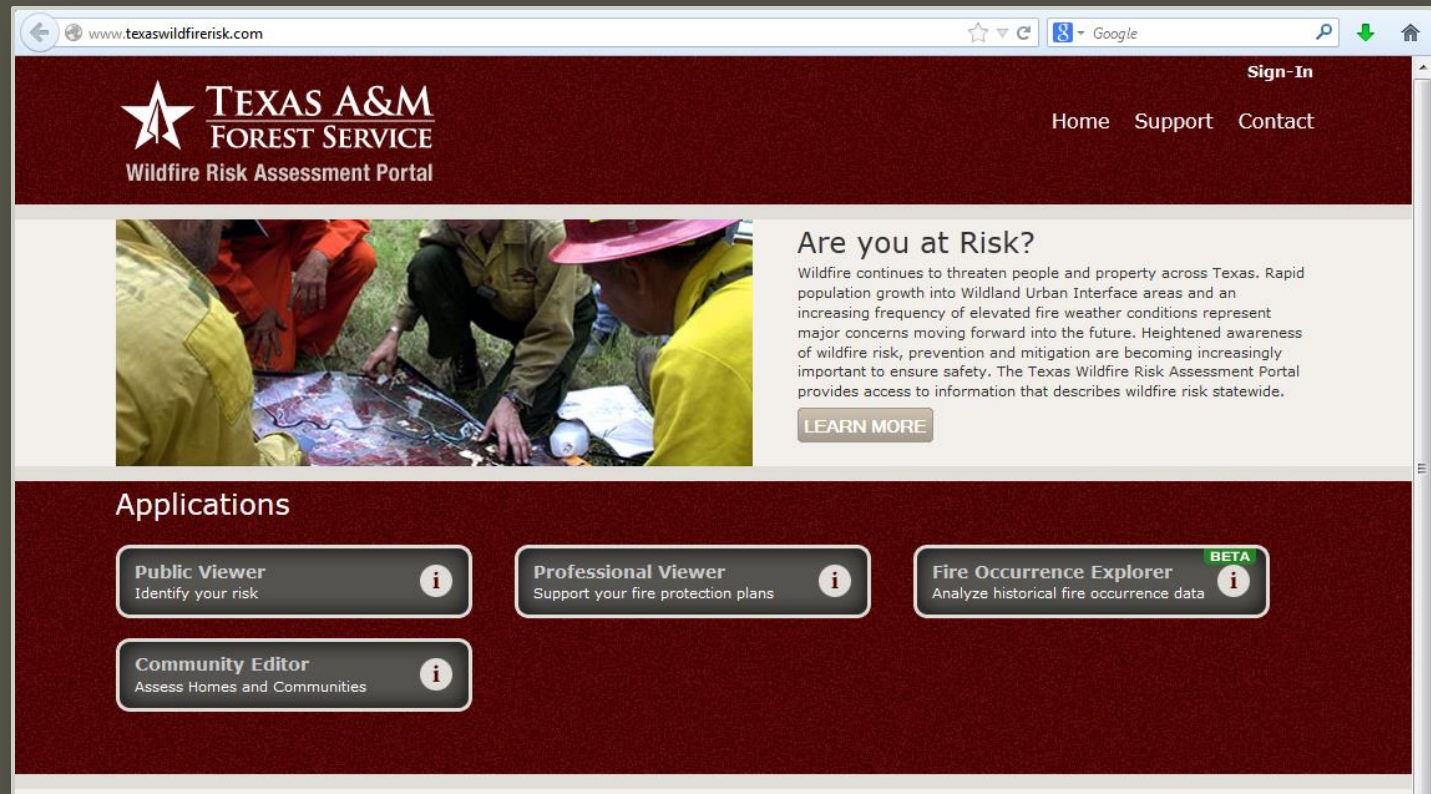 www.texaswildfirerisk.com
Google
Sign-In
TEXAS A&M
FOREST SERVICE
Wildfire Risk Assessment Portal
Home Support Contact
Are you at Risk?
Wildfire continues to threaten people and property across Texas. Rapid
population growth into Wildland Urban Interface areas and an
increasing frequency of elevated fire weather conditions represent
major concerns moving forward into the future. Heightened awareness
of wildfire risk, prevention and mitigation are becoming increasingly
important to ensure safety. The Texas Wildfire Risk Assessment Portal
provides access to information that describes wildfire risk statewide.
LEARN MORE
Applications
Public Viewer
Identify your risk
i
Professional Viewer
Support your fire protection plans
i
BETA
Fire Occurrence Explorer
Analyze historical fire occurrence data
i
Community Editor
Assess Homes and Communities
i